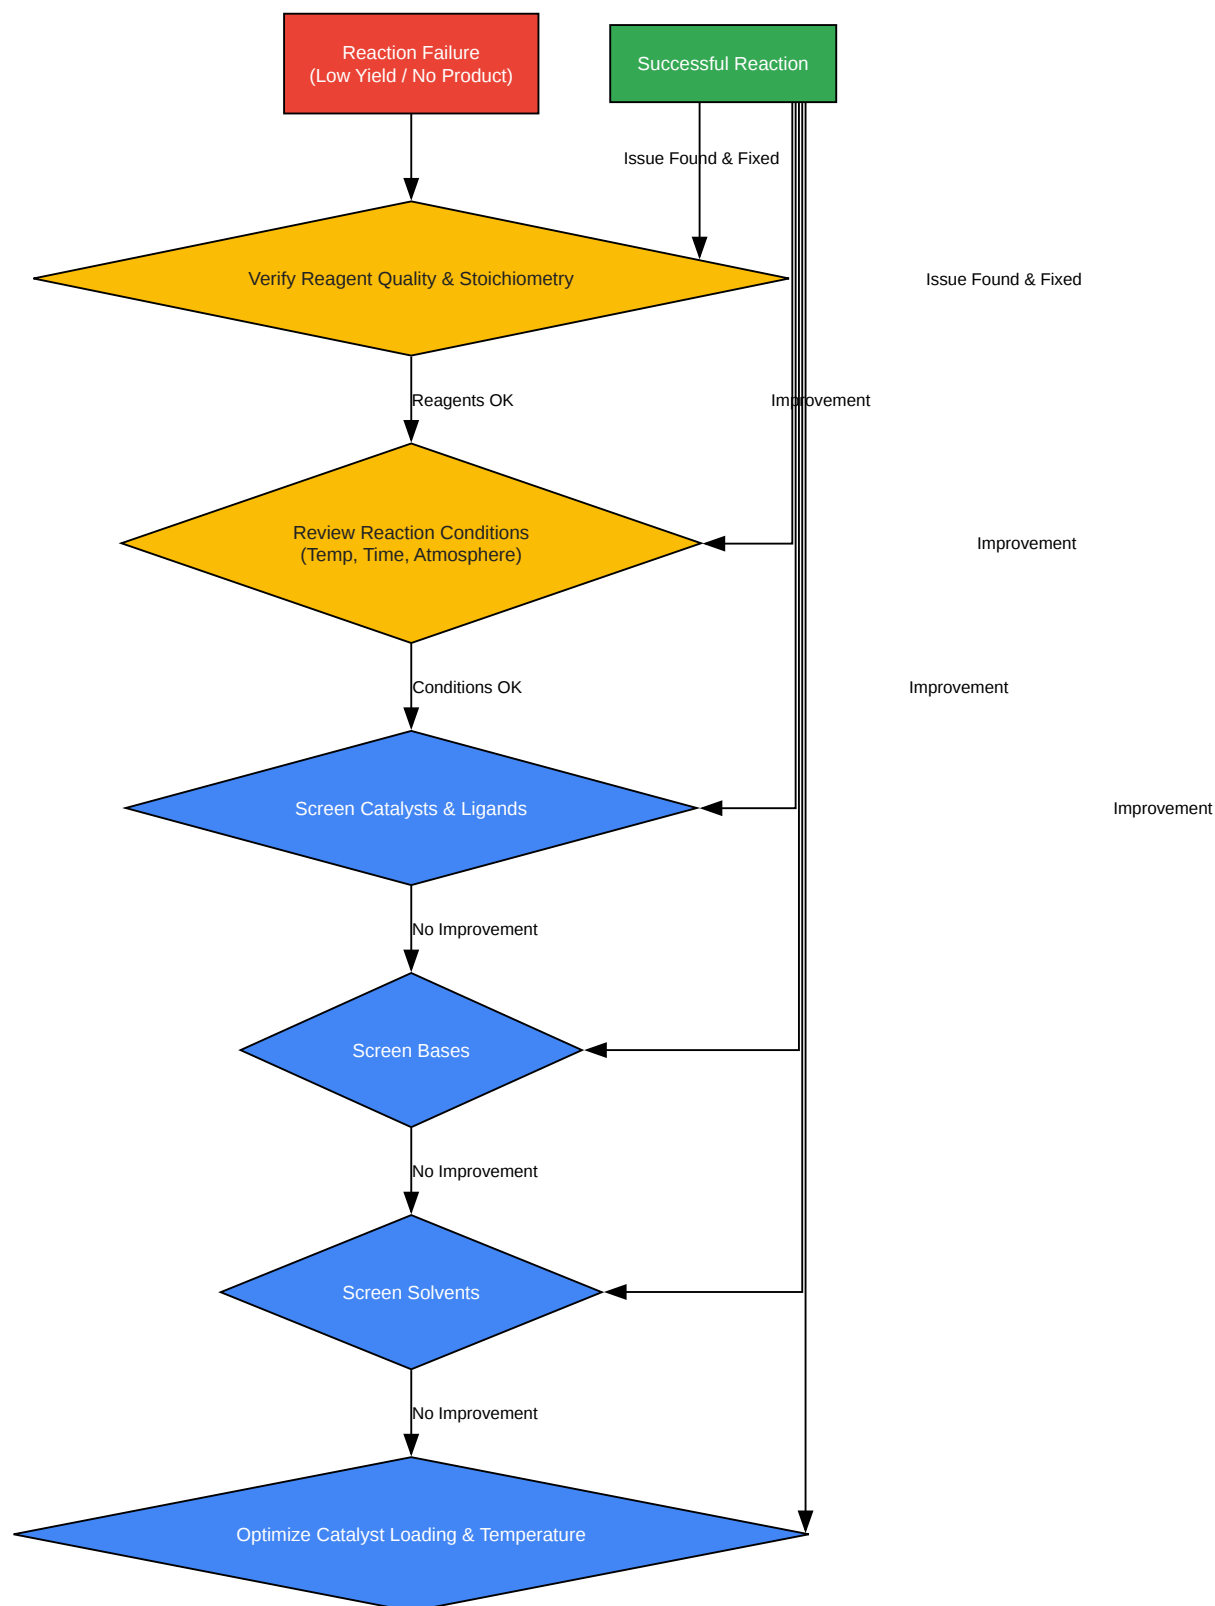 Reaction Failure
(Low Yield / No Product)
Successful Reaction
Issue Found & Fixed
Verify Reagent Quality & Stoichiometry
Issue Found & Fixed
Reagents OK
Improvement
Review Reaction Conditions
(Temp, Time, Atmosphere)
Improvement
Conditions OK
Improvement
Screen Catalysts & Ligands
Improvement
No Improvement
Screen Bases
No Improvement
Screen Solvents
No Improvement
Optimize Catalyst Loading & Temperature